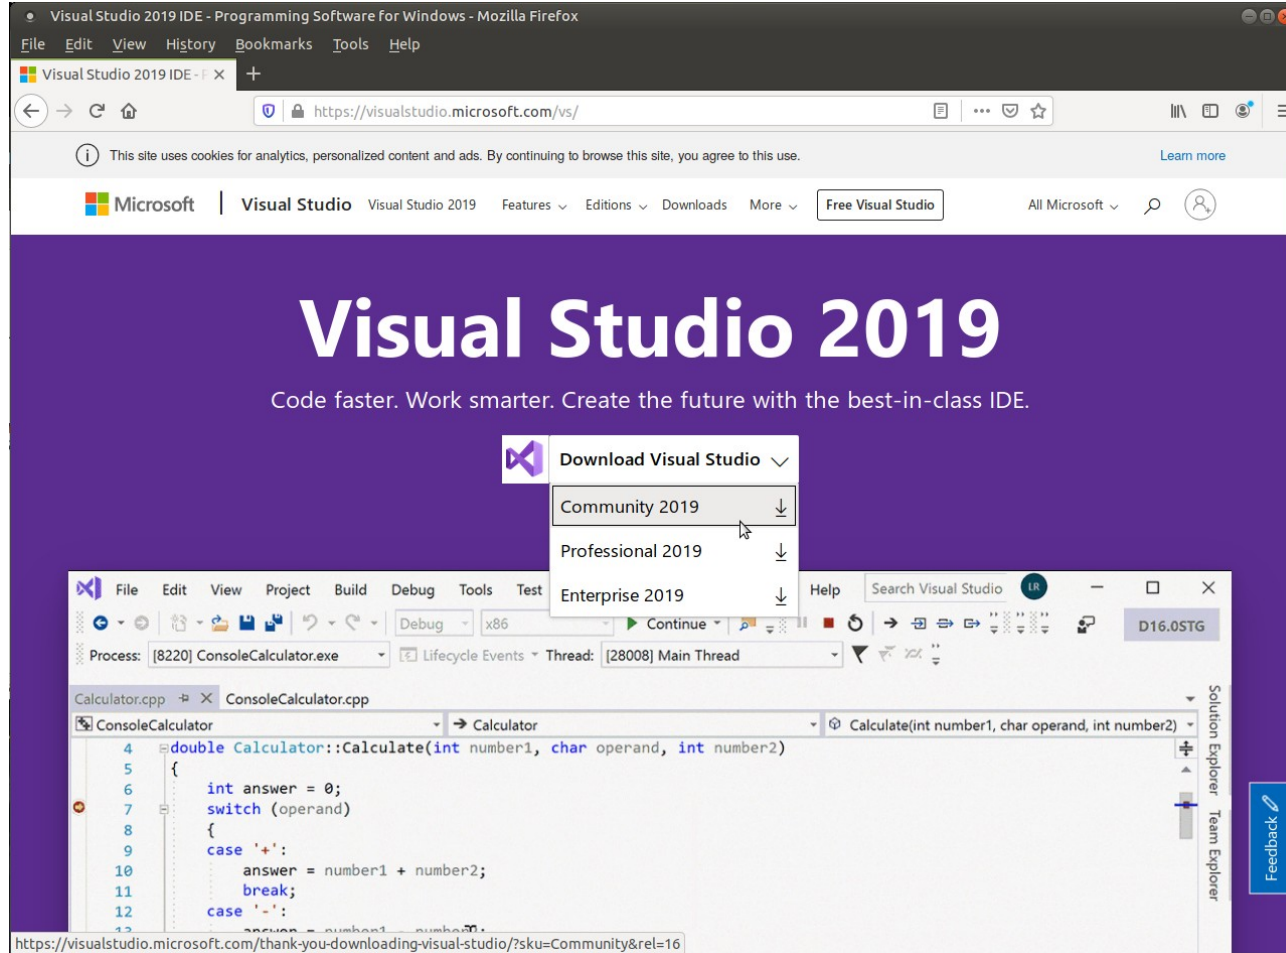 Visual Studio 2019 IDE - Programming Software for Windows - Mozilla Firefox
File Edit View History Bookmarks Tools Help
Visual Studio 2019 IDE -
https://visualstudio.microsoft.com/vs/
This site uses cookies for analytics, personalized content and ads. By continuing to browse this site, you agree to this use. Learn more
Microsoft | Visual Studio Visual Studio 2019 Features Editions Downloads More Free Visual Studio All Microsoft
Visual Studio 2019
Code faster. Work smarter. Create the future with the best-in-class IDE.
Download Visual Studio
Community 2019
Professional 2019
Enterprise 2019
File Edit View Project Build Debug Tools Test Help Search Visual Studio LR
Debug x86 Continue D16.0STG
Process: [8220] ConsoleCalculator.exe Lifecycle Events Thread: [28008] Main Thread
Calculator.cpp ConsoleCalculator.cpp
ConsoleCalculator Calculator Calculate(int number1, char operand, int number2)
4 double Calculator::Calculate(int number1, char operand, int number2)
5 {
6 int answer = 0;
7 switch (operand)
8 {
9 case '+':
10 answer = number1 + number2;
11 break;
12 case '-':
Solution Explorer
Team Explorer
Feedback
https://visualstudio.microsoft.com/thank-you-downloading-visual-studio/?sku=Community&rel=16